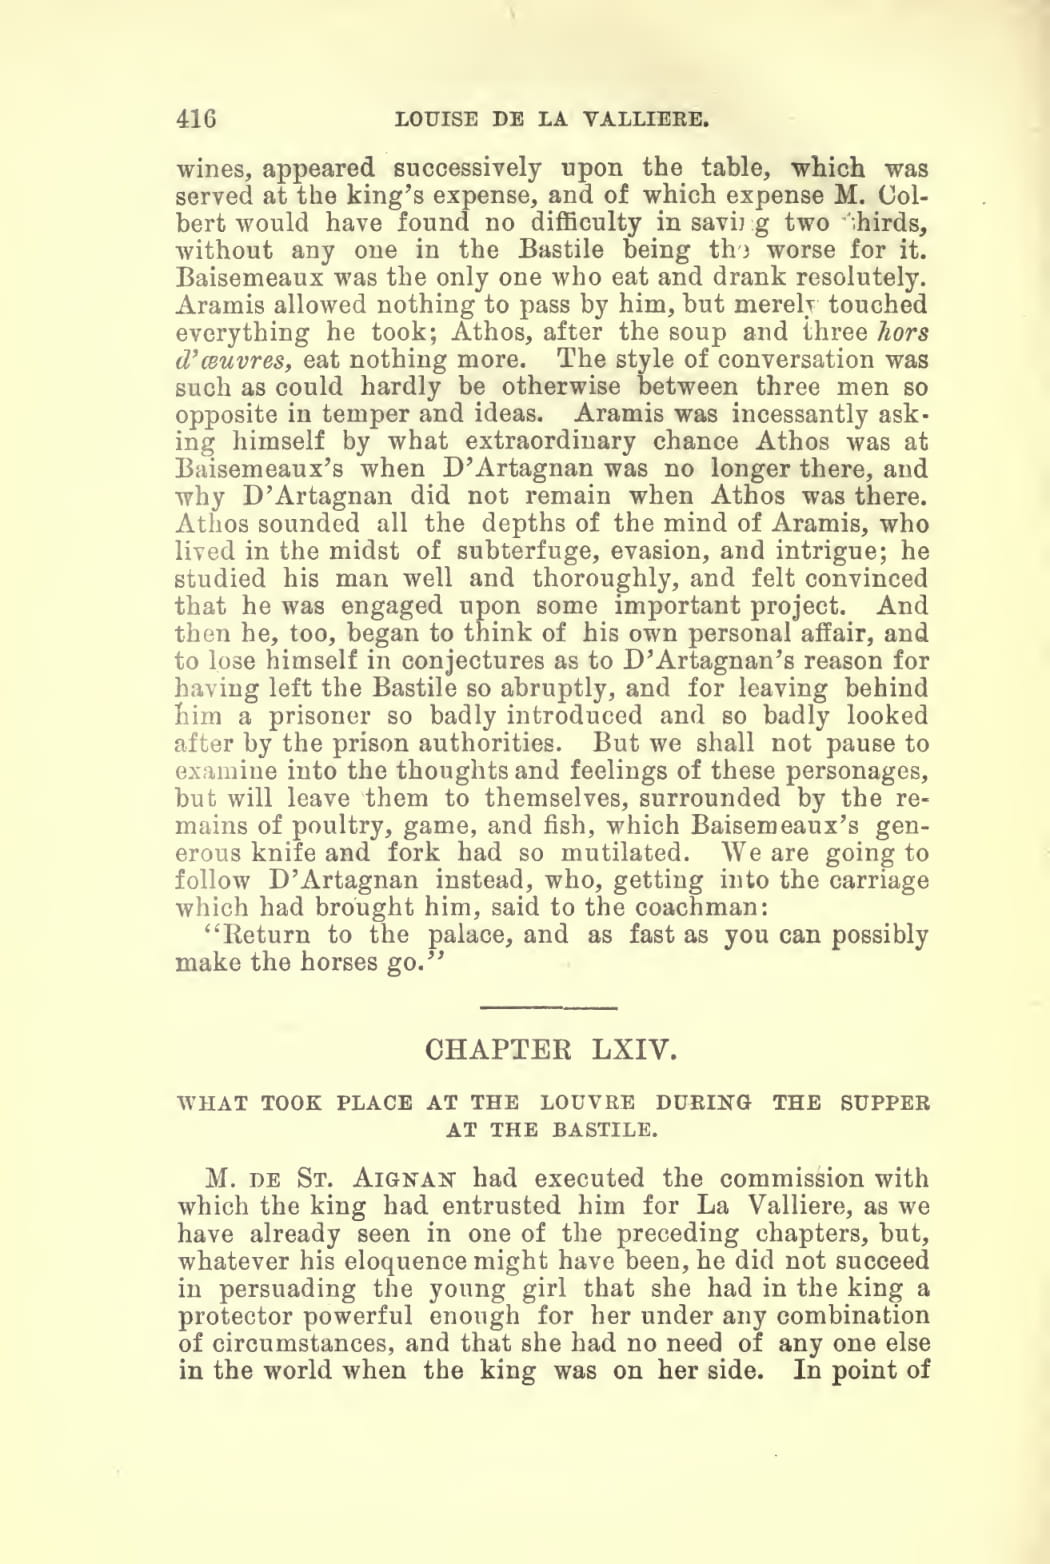 416 LOUISE DE LA VALLIERE.
wines, appeared successively upon the table, which was
served at the king's expense, and of which expense M. Col-
bert would have found no difficulty in saving two thirds,
without any one in the Bastile being the worse for it.
Baisemeaux was the only one who eat and drank resolutely.
Aramis allowed nothing to pass by him, but merely touched
everything he took; Athos, after the soup and three hors
d'œuvres, eat nothing more. The style of conversation was
such as could hardly be otherwise between three men so
opposite in temper and ideas. Aramis was incessantly ask-
ing himself by what extraordinary chance Athos was at
Baisemeaux's when D'Artagnan was no longer there, and
why D'Artagnan did not remain when Athos was there.
Athos sounded all the depths of the mind of Aramis, who
lived in the midst of subterfuge, evasion, and intrigue; he
studied his man well and thoroughly, and felt convinced
that he was engaged upon some important project. And
then he, too, began to think of his own personal affair, and
to lose himself in conjectures as to D'Artagnan's reason for
having left the Bastile so abruptly, and for leaving behind
him a prisoner so badly introduced and so badly looked
after by the prison authorities. But we shall not pause to
examine into the thoughts and feelings of these personages,
but will leave them to themselves, surrounded by the re-
mains of poultry, game, and fish, which Baisemeaux's gen-
erous knife and fork had so mutilated. We are going to
follow D'Artagnan instead, who, getting into the carriage
which had brought him, said to the coachman:
"Return to the palace, and as fast as you can possibly
make the horses go."
CHAPTER LXIV.
WHAT TOOK PLACE AT THE LOUVRE DURING THE SUPPER
AT THE BASTILE.
M. DE ST. AIGNAN had executed the commission with
which the king had entrusted him for La Valliere, as we
have already seen in one of the preceding chapters, but,
whatever his eloquence might have been, he did not succeed
in persuading the young girl that she had in the king a
protector powerful enough for her under any combination
of circumstances, and that she had no need of any one else
in the world when the king was on her side. In point of